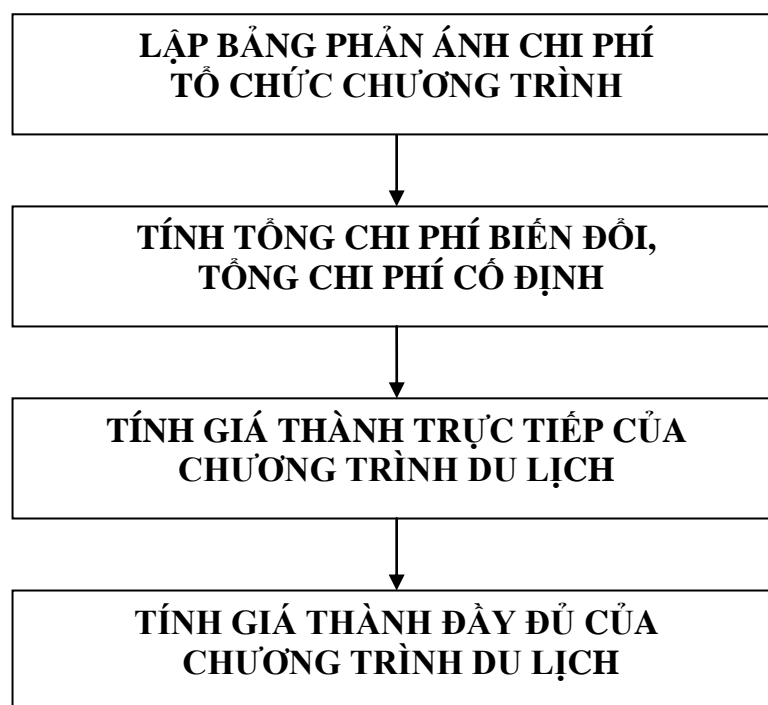 LẬP BẢNG PHẢN ÁNH CHI PHÍ
TỔ CHỨC CHƯƠNG TRÌNH
TÍNH TỔNG CHI PHÍ BIẾN ĐỔI,
TỔNG CHI PHÍ CỐ ĐỊNH
TÍNH GIÁ THÀNH TRỰC TIẾP CỦA
CHƯƠNG TRÌNH DU LỊCH
TÍNH GIÁ THÀNH ĐẦY ĐỦ CỦA
CHƯƠNG TRÌNH DU LỊCH